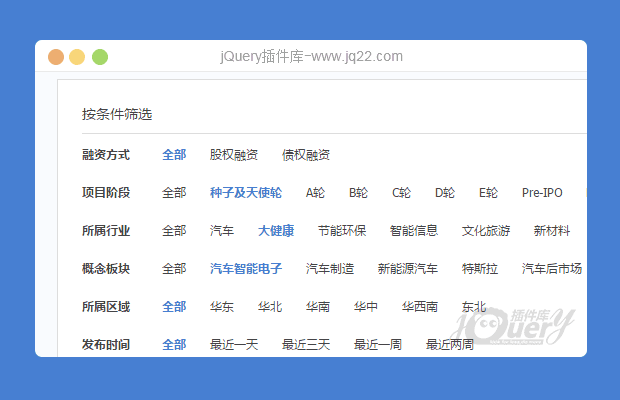 jQuery插件库-www.jq22.com
按条件筛选
融资方式 全部 股权融资 债权融资
项目阶段 全部 种子及天使轮 A轮 B轮 C轮 D轮 E轮 Pre-IPO
所属行业 全部 汽车 大健康 节能环保 智能信息 文化旅游 新材料
概念板块 全部 汽车智能电子 汽车制造 新能源汽车 特斯拉 汽车后市场
所属区域 全部 华东 华北 华南 华中 华西南 东北
插件库
jQuery
发布时间 全部 最近一天 最近三天 最近一周 最近两周